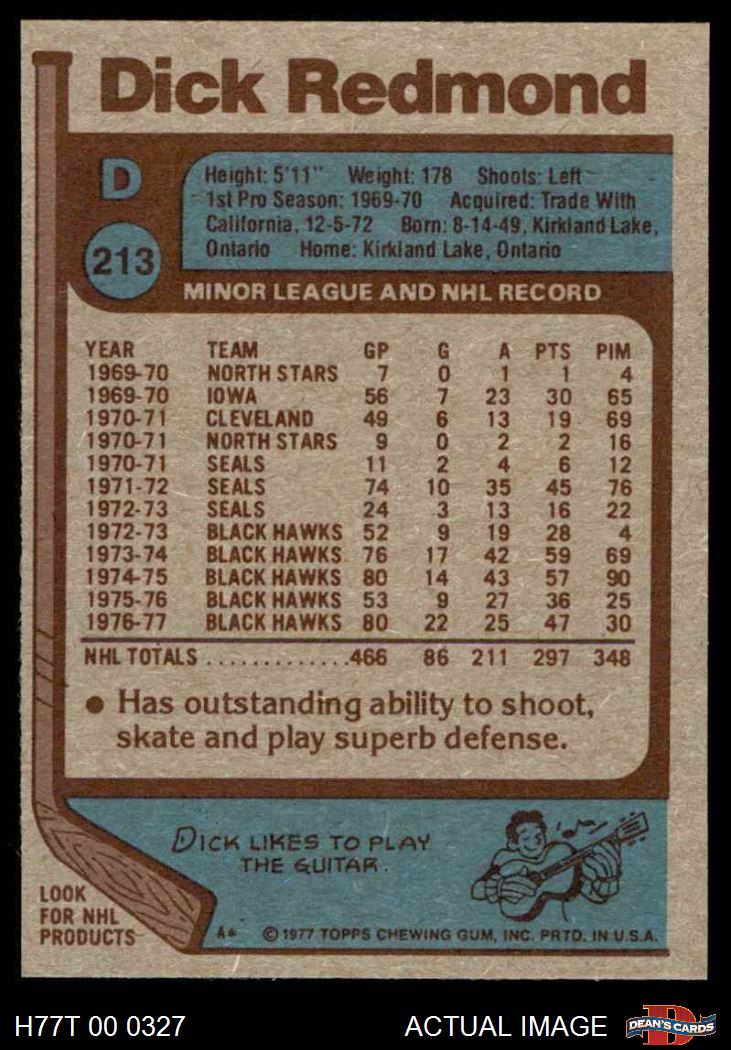 Dick Redmond
D
213
Height: 5'11" Weight: 178 Shoots: Left
1st Pro Season: 1969-70 Acquired: Trade With
California, 12-5-72 Born: 8-14-49, Kirkland Lake,
Ontario Home: Kirkland Lake, Ontario
MINOR LEAGUE AND NHL RECORD
YEAR TEAM GP G A PTS PIM
1969-70 NORTH STARS 7 0 1 1 4
1969-70 IOWA 56 7 23 30 65
1970-71 CLEVELAND 49 6 13 19 69
1970-71 NORTH STARS 9 0 2 2 16
1970-71 SEALS 11 2 4 6 12
1971-72 SEALS 74 10 35 45 76
1972-73 SEALS 24 3 13 16 22
1972-73 BLACK HAWKS 52 9 19 28 4
1973-74 BLACK HAWKS 76 17 42 59 69
1974-75 BLACK HAWKS 80 14 43 57 90
1975-76 BLACK HAWKS 53 9 27 36 25
1976-77 BLACK HAWKS 80 22 25 47 30
NHL TOTALS .............466 86 211 297 348
• Has outstanding ability to shoot,
skate and play superb defense.
DICK LIKES TO PLAY
THE GUITAR.
LOOK
FOR NHL
PRODUCTS
A* © 1977 TOPPS CHEWING GUM, INC. PRTD. IN U.S.A.
H77T 00 0327 ACTUAL IMAGE D DEAN'S CARDS